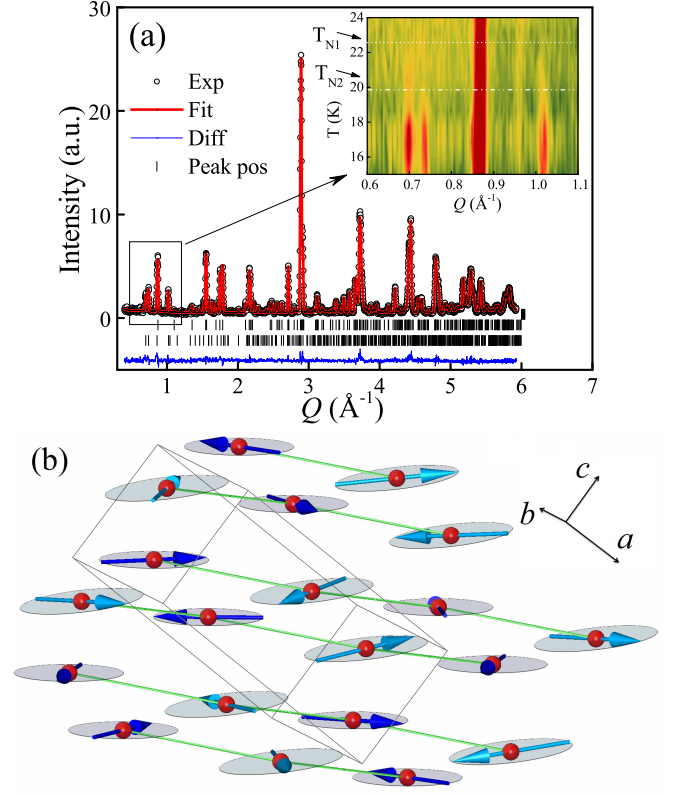 (a)
30
20
10
0
Intensity (a.u.)
Exp
Fit
Diff
Peak pos
T_N1
T_N2
24
22
20
18
16
T (K)
0.6 0.7 0.8 0.9 1.0 1.1
Q (Å⁻¹)
1 2 3 4 5 6 7
Q (Å⁻¹)
(b)
c
b
a